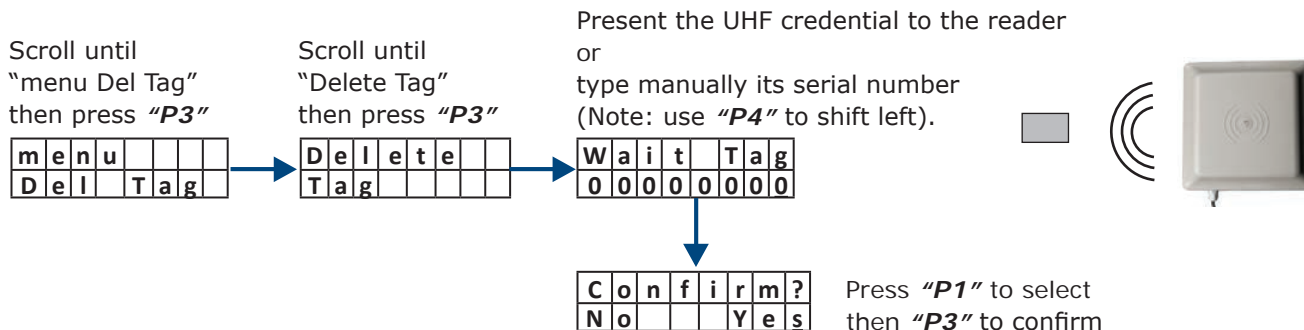 Scroll until
“menu Del Tag”
then press “P3”
menu
Del Tag
Scroll until
“Delete Tag”
then press “P3”
Delete
Tag
Present the UHF credential to the reader
or
type manually its serial number
(Note: use “P4” to shift left).
Wait Tag
00000000
Confirm?
No Yes
Press “P1” to select
then “P3” to confirm